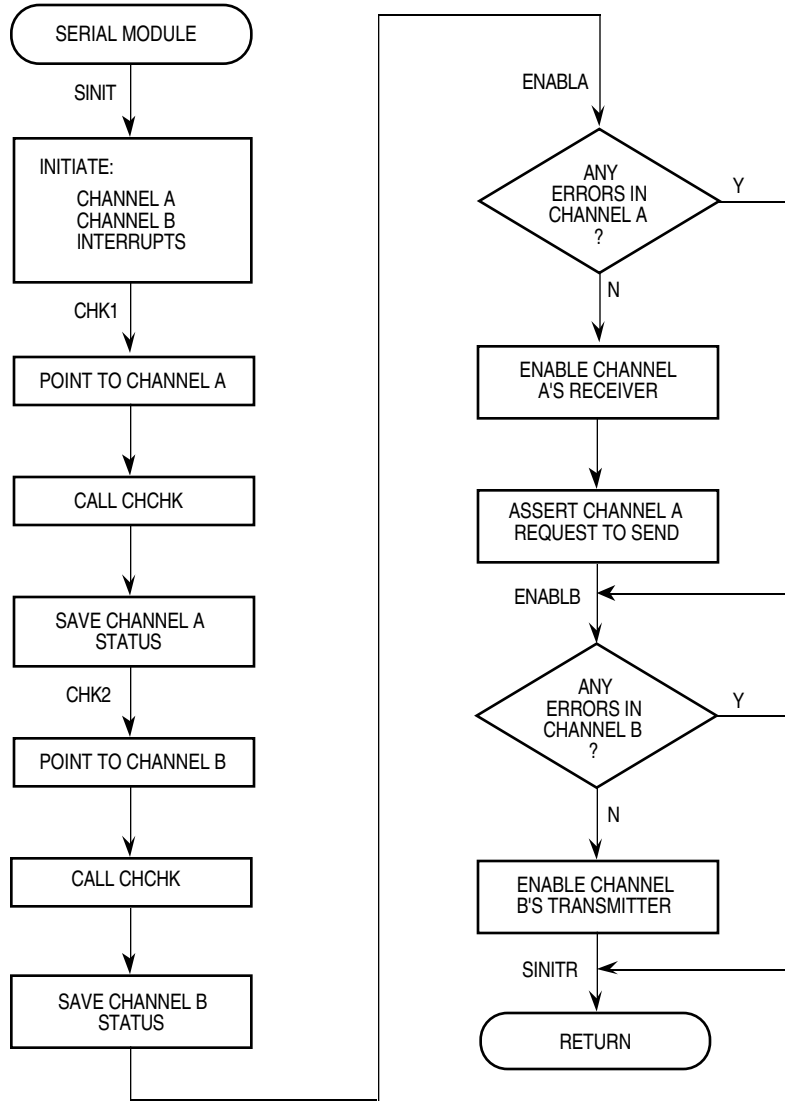 SERIAL MODULE
SINIT
INITIATE:
CHANNEL A
CHANNEL B
INTERRUPTS
CHK1
POINT TO CHANNEL A
CALL CHCHK
SAVE CHANNEL A
STATUS
CHK2
POINT TO CHANNEL B
CALL CHCHK
SAVE CHANNEL B
STATUS
ENABLA
ANY
ERRORS IN
CHANNEL A
?
Y
N
ENABLE CHANNEL
A'S RECEIVER
ASSERT CHANNEL A
REQUEST TO SEND
ENABLB
ANY
ERRORS IN
CHANNEL B
?
Y
N
ENABLE CHANNEL
B'S TRANSMITTER
SINITR
RETURN